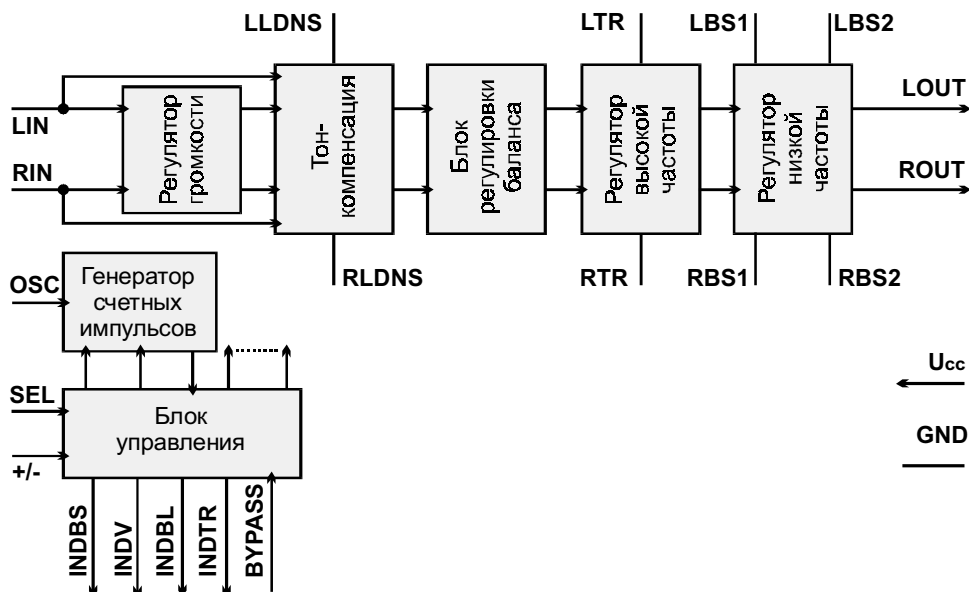 LLDNS
LTR
LBS1
LBS2
LIN
RIN
Регулятор
громкости
Тон-
компенсация
Блок
регулировки
баланса
Регулятор
высокой
частоты
Регулятор
низкой
частоты
LOUT
ROUT
RLDNS
RTR
RBS1
RBS2
OSC
Генератор
счетных
импульсов
SEL
+/-
Блок
управления
Ucc
GND
INDBS
INDV
INDBL
INDTR
BYPASS